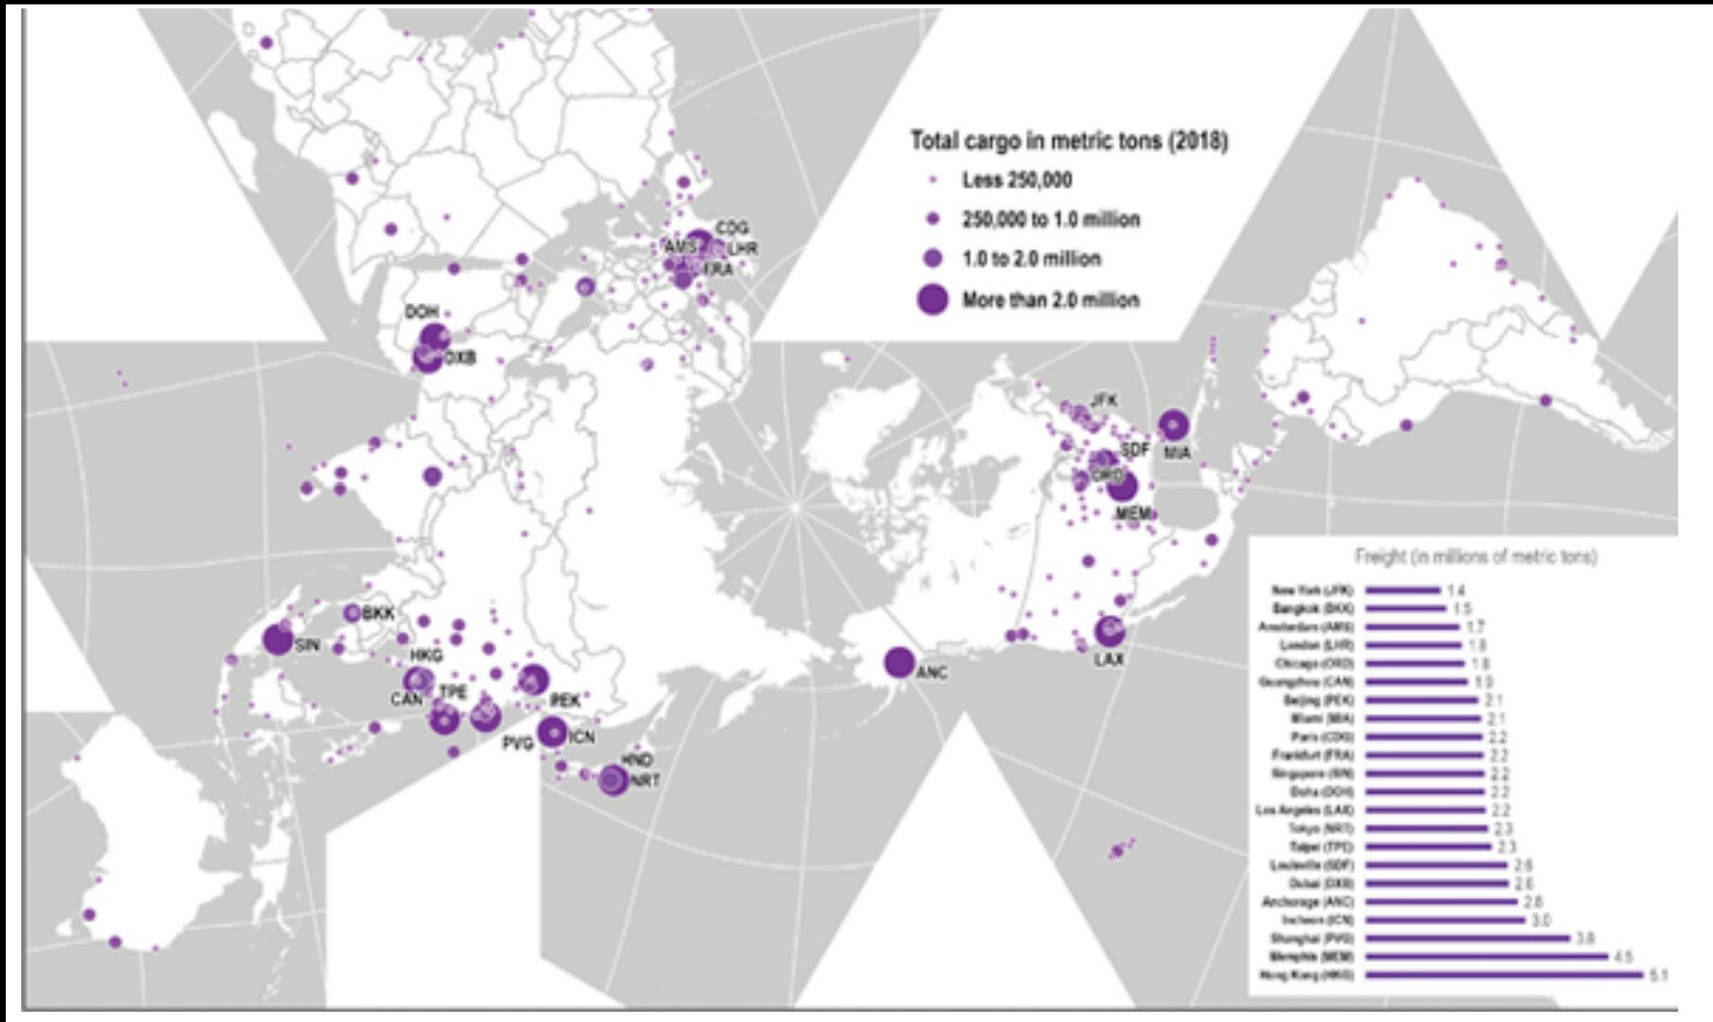 Total cargo in metric tons (2018)
Less 250,000
250,000 to 1.0 million
1.0 to 2.0 million
More than 2.0 million
CDG
AMS
LHR
FRA
DOH
DXB
JFK
SDF
MIA
ORD
MEM
BKK
SIN
HKG
LAX
ANC
CAN
TPE
PEK
PVG
ICN
HND
NRT
Freight (in millions of metric tons)
New York (JFK) 1.4
Bangkok (BKK) 1.5
Amsterdam (AMS) 1.7
London (LHR) 1.8
Chicago (ORD) 1.8
Guangzhou (CAN) 1.9
Beijing (PEK) 2.1
Miami (MIA) 2.1
Paris (CDG) 2.2
Frankfurt (FRA) 2.2
Singapore (SIN) 2.2
Doha (DOH) 2.2
Los Angeles (LAX) 2.2
Tokyo (NRT) 2.3
Taipei (TPE) 2.3
Louisville (SDF) 2.6
Dubai (DXB) 2.6
Anchorage (ANC) 2.8
Incheon (ICN) 3.0
Shanghai (PVG) 3.8
Memphis (MEM) 4.5
Hong Kong (HKG) 5.1